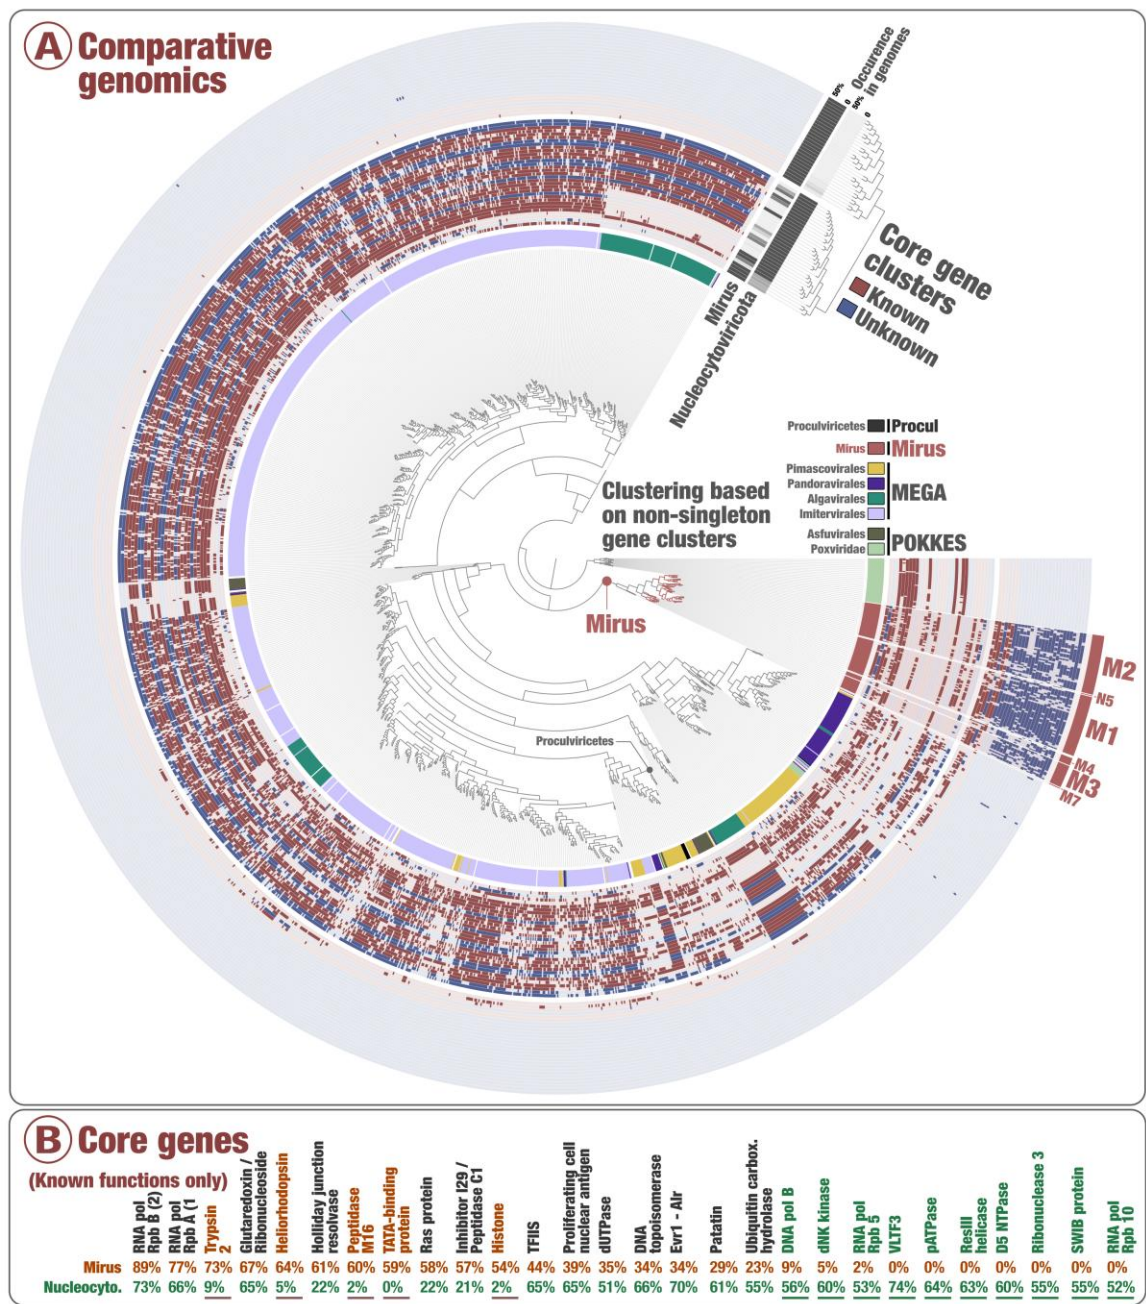 A Comparative
genomics
50%
0
50%
0
Occurence
in genomes
Core gene
clusters
Known
Unknown
Mirus
Nucleocytoviricota
Proculviricetes Procul
Mirus Mirus
Pimascovirales
Pandoravirales
Algavirales
Imitervirales
MEGA
Asfuvirales
Poxviridae
POKKES
Clustering based
on non-singleton
gene clusters
Mirus
Proculviricetes
M2
N5
M1
M4
M3
M7
B Core genes
(Known functions only)
RNA pol
Rpb B (2)
RNA pol
Rpb A (1
Trypsin
2
Glutaredoxin /
Ribonucleoside
Heliorhodopsin
Holliday junction
resolvase
Peptidase
M16
TATA-binding
protein
Ras protein
Inhibitor I29 /
Peptidase C1
Histone
TFIIS
Proliferating cell
nuclear antigen
dUTPase
DNA
topoisomerase
Evr1 - Alr
Patatin
Ubiquitin carbox.
hydrolase
DNA pol B
dNK kinase
RNA pol
Rpb 5
VLTF3
pATPase
ResIII
helicase
D5 NTPase
Ribonuclease 3
SWIB protein
RNA pol
Rpb 10
Mirus 89% 77% 73% 67% 64% 61% 60% 59% 58% 57% 54% 44% 39% 35% 34% 34% 29% 23% 9% 5% 2% 0% 0% 0% 0% 0% 0% 0%
Nucleocyto. 73% 66% 9% 65% 5% 22% 2% 0% 22% 21% 2% 65% 65% 51% 66% 70% 61% 55% 56% 60% 53% 74% 64% 63% 60% 55% 55% 52%